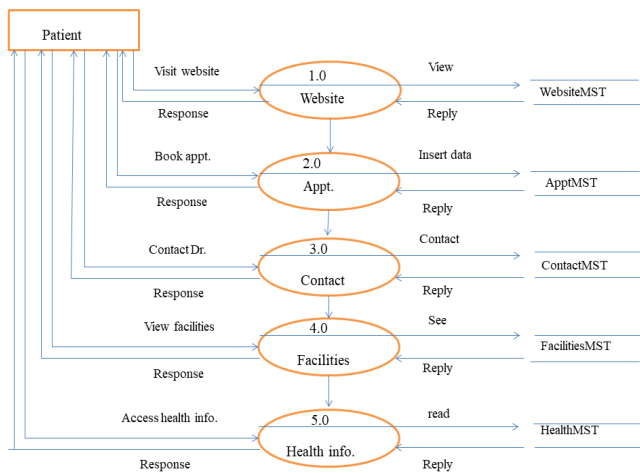 Patient
Visit website
1.0
View
Website
WebsiteMST
Response
Reply
Book appt.
2.0
Insert data
Appt.
ApptMST
Response
Reply
Contact Dr.
3.0
Contact
Contact
ContactMST
Response
Reply
View facilities
4.0
See
Facilities
FacilitiesMST
Response
Reply
Access health info.
5.0
read
Health info.
HealthMST
Response
Reply